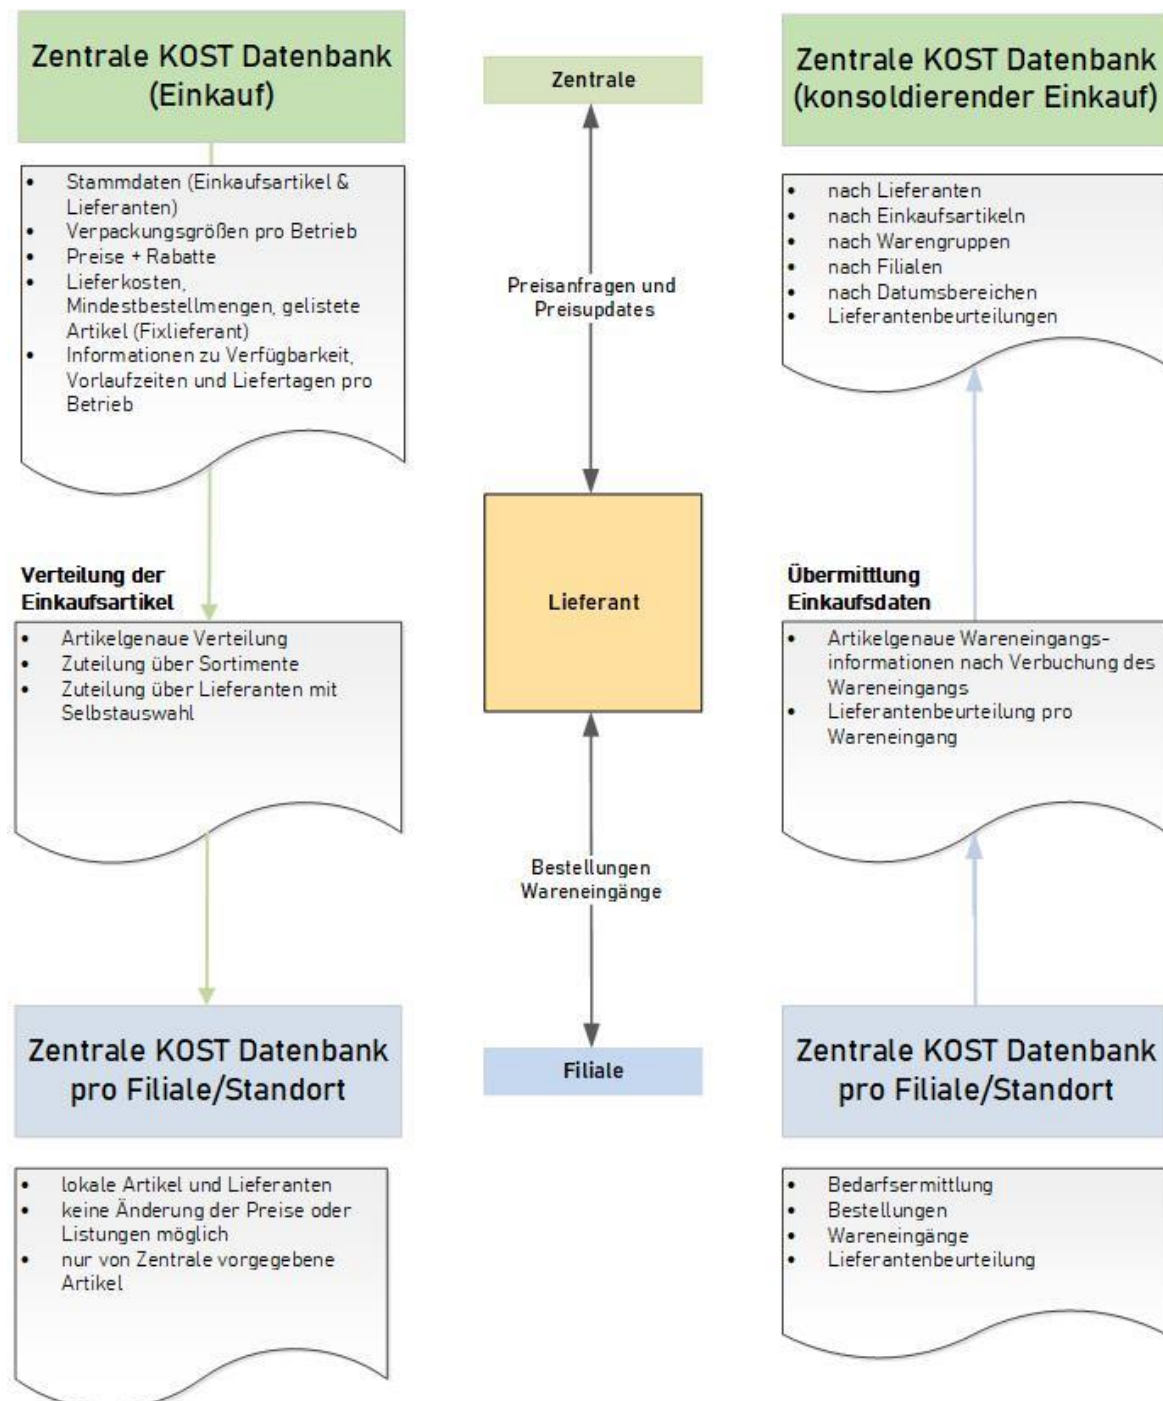 Zentrale KOST Datenbank
(Einkauf)
• Stammdaten (Einkaufsartikel &
Lieferanten)
• Verpackungsgrößen pro Betrieb
• Preise + Rabatte
• Lieferkosten,
Mindestbestellmengen, gelistete
Artikel (Fixlieferant)
• Informationen zu Verfügbarkeit,
Vorlaufzeiten und Liefertagen pro
Betrieb
Verteilung der
Einkaufsartikel
• Artikelgenaue Verteilung
• Zuteilung über Sortimente
• Zuteilung über Lieferanten mit
Selbstauswahl
Zentrale KOST Datenbank
pro Filiale/Standort
• lokale Artikel und Lieferanten
• keine Änderung der Preise oder
Listungen möglich
• nur von Zentrale vorgegebene
Artikel
Zentrale
Preisanfragen und
Preisupdates
Lieferant
Bestellungen
Wareneingänge
Filiale
Zentrale KOST Datenbank
(konsoldierender Einkauf)
• nach Lieferanten
• nach Einkaufsartikeln
• nach Warengruppen
• nach Filialen
• nach Datumsbereichen
• Lieferantenbeurteilungen
Übermittlung
Einkaufsdaten
• Artikelgenaue Wareneingangs-
informationen nach Verbuchung des
Wareneingangs
• Lieferantenbeurteilung pro
Wareneingang
Zentrale KOST Datenbank
pro Filiale/Standort
• Bedarfsermittlung
• Bestellungen
• Wareneingänge
• Lieferantenbeurteilung